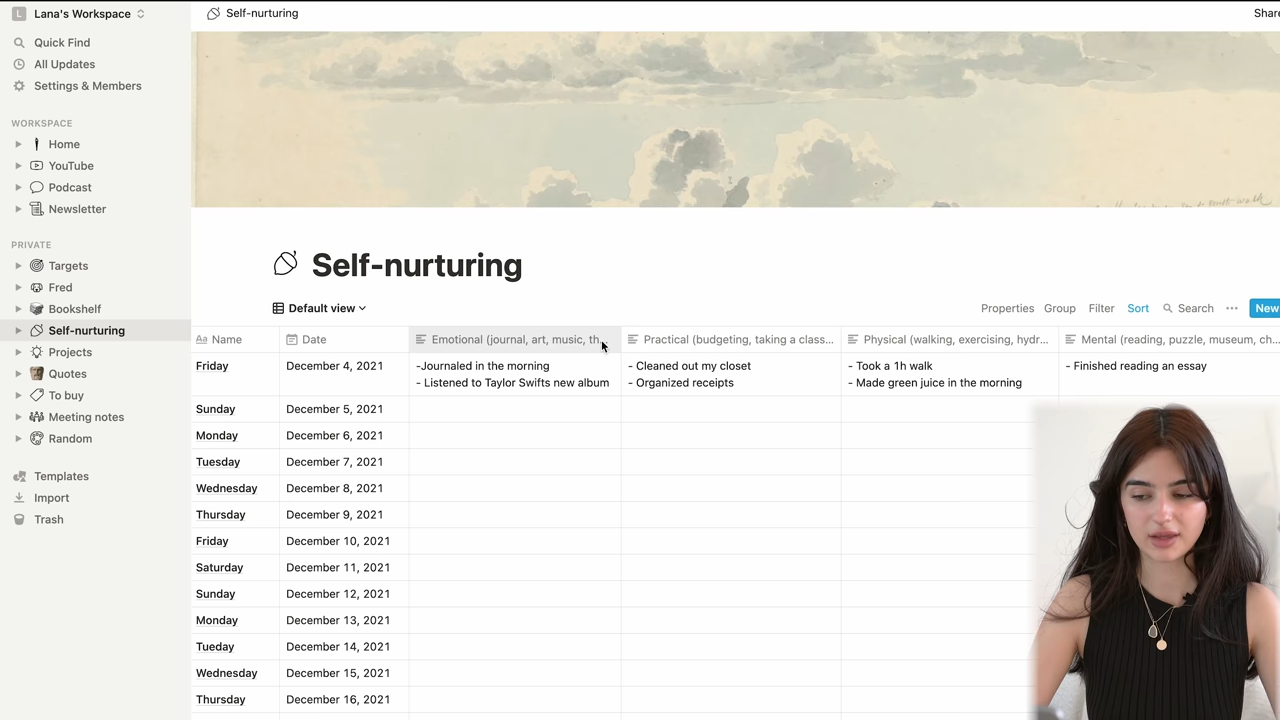 L Lana's Workspace
Quick Find
All Updates
Settings & Members
WORKSPACE
Home
YouTube
Podcast
Newsletter
PRIVATE
Targets
Fred
Bookshelf
Self-nurturing
Projects
Quotes
To buy
Meeting notes
Random
Templates
Import
Trash
Self-nurturing
Share
Self-nurturing
Default view
Properties Group Filter Sort Search ... New
Aa Name Date Emotional (journal, art, music, th... Practical (budgeting, taking a class... Physical (walking, exercising, hydr... Mental (reading, puzzle, museum, ch...
Friday December 4, 2021 -Journaled in the morning - Cleaned out my closet - Took a 1h walk - Finished reading an essay
- Listened to Taylor Swifts new album - Organized receipts - Made green juice in the morning
Sunday December 5, 2021
Monday December 6, 2021
Tuesday December 7, 2021
Wednesday December 8, 2021
Thursday December 9, 2021
Friday December 10, 2021
Saturday December 11, 2021
Sunday December 12, 2021
Monday December 13, 2021
Tueday December 14, 2021
Wednesday December 15, 2021
Thursday December 16, 2021